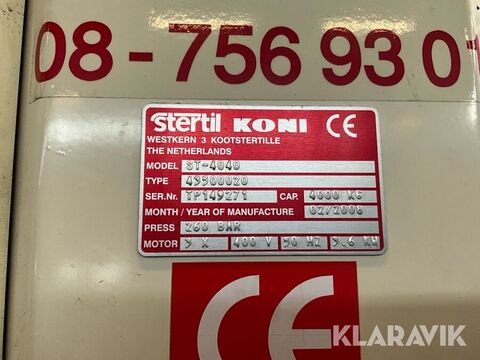 08-756 93 0
stertil KONI CE
WESTKERN 3 KOOTSTERTILLE
THE NETHERLANDS
MODEL ST-4040
TYPE 49500020
SER.Nr. TP149271 CAP. 4000 KG
MONTH / YEAR OF MANUFACTURE 02/2008
PRESS 260 BAR
MOTOR 3 X 400 V 50 HZ 3.6 KW
CE
KLARAVIK